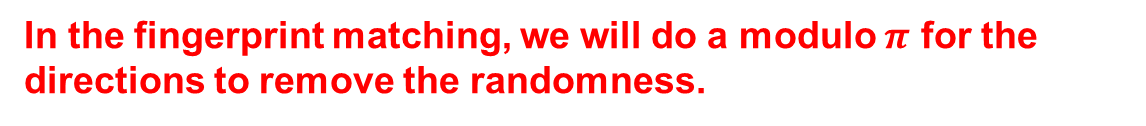 In the fingerprint matching, we will do a modulo π for the
directions to remove the randomness.